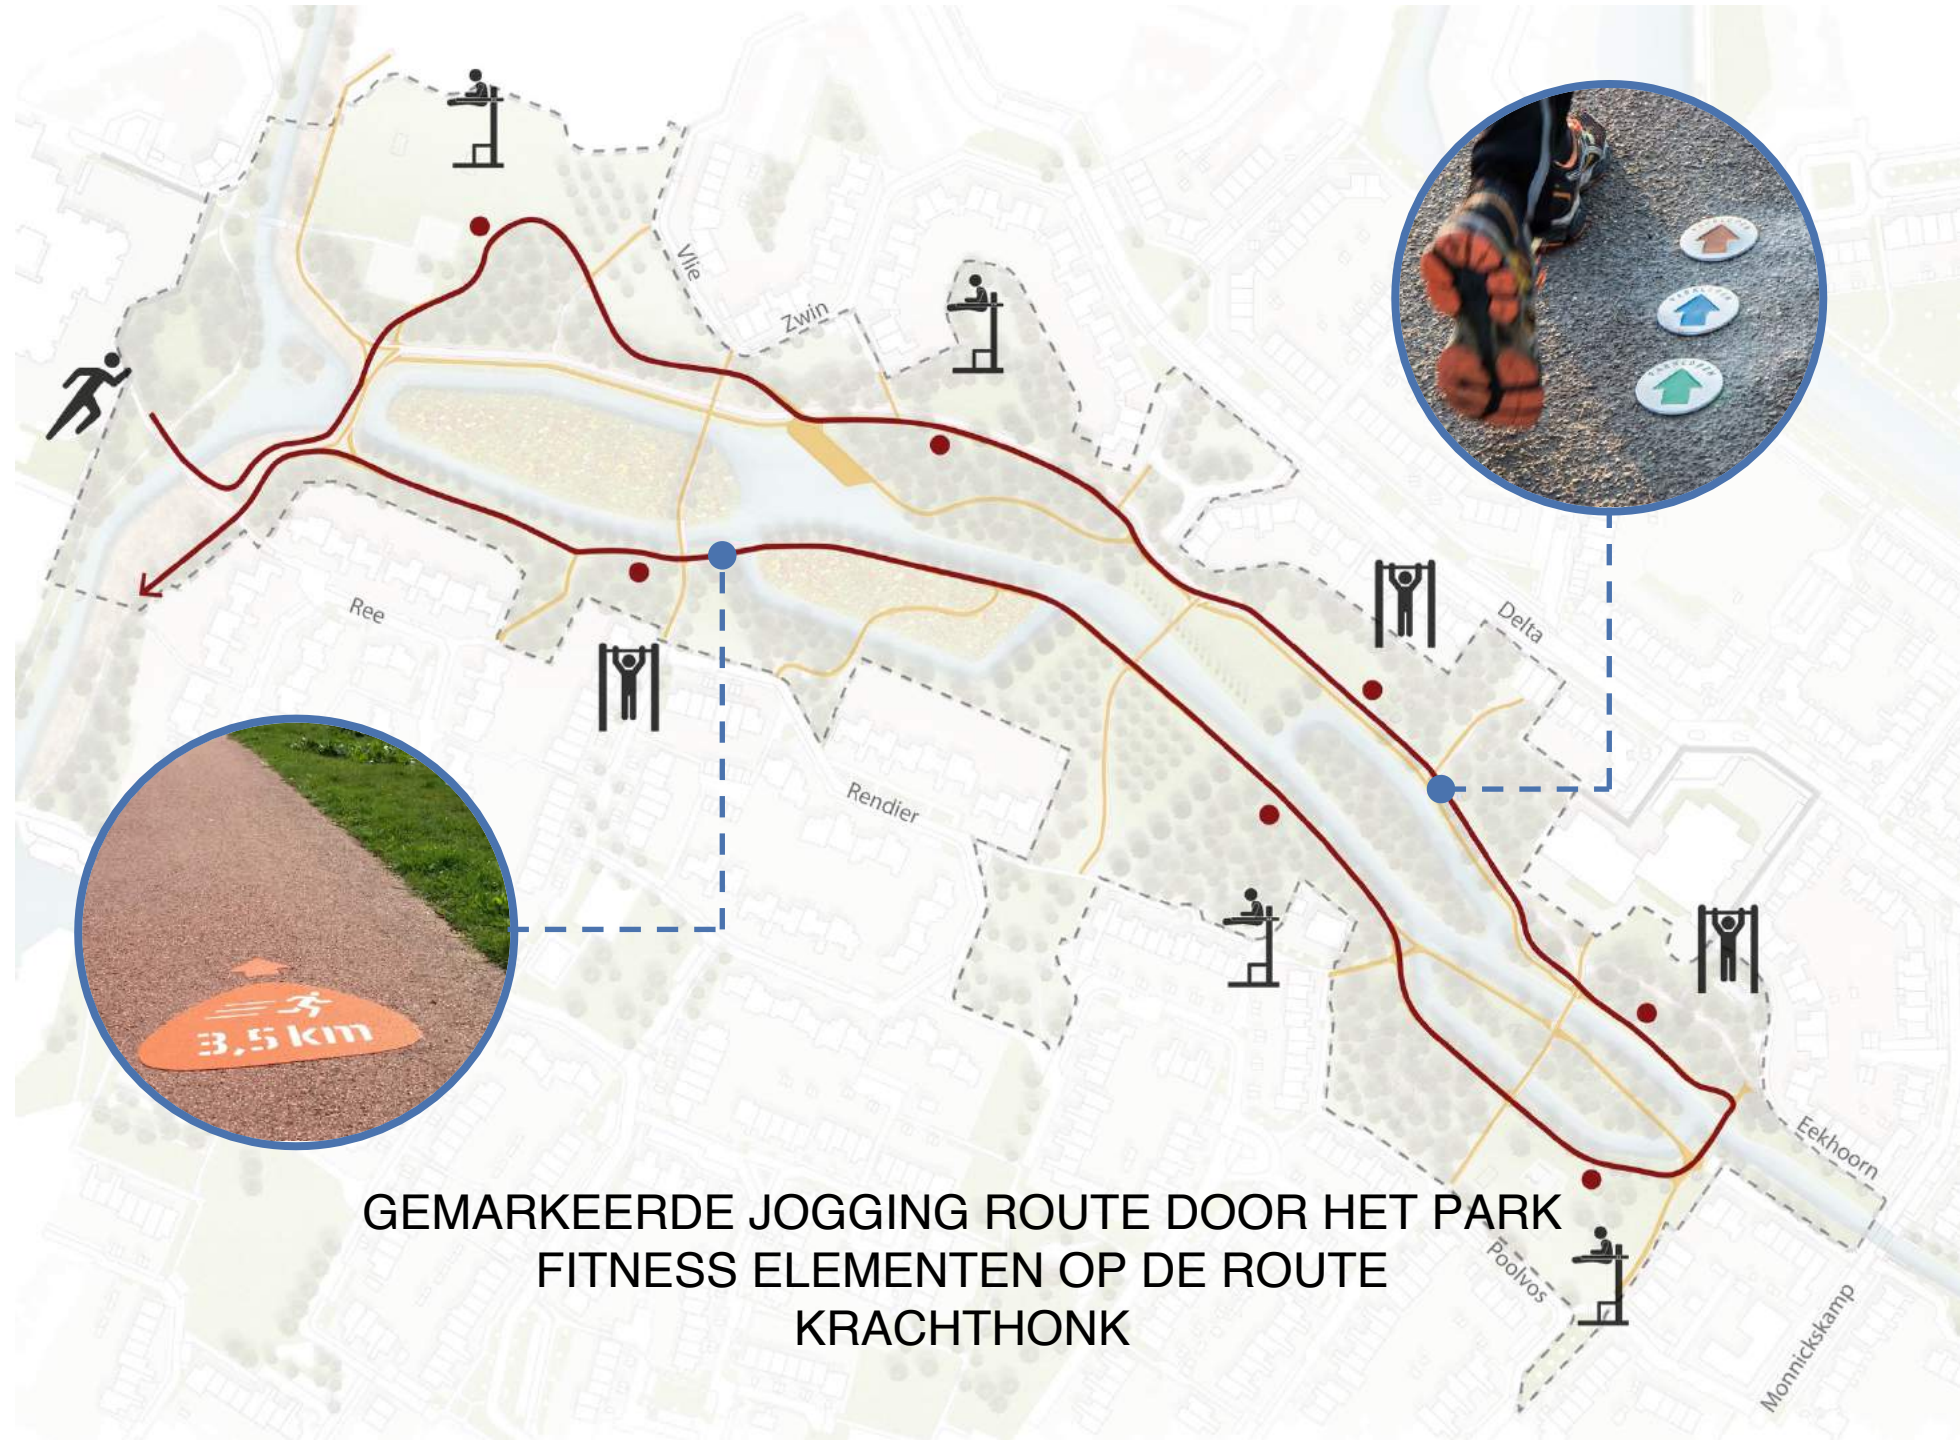 Vlie
Zwin
Ree
Delta
Rendier
3,5 km
Eekhoorn
GEMARKEERDE JOGGING ROUTE DOOR HET PARK
FITNESS ELEMENTEN OP DE ROUTE
KRACHTHONK
Poolvos
Monnickskamp